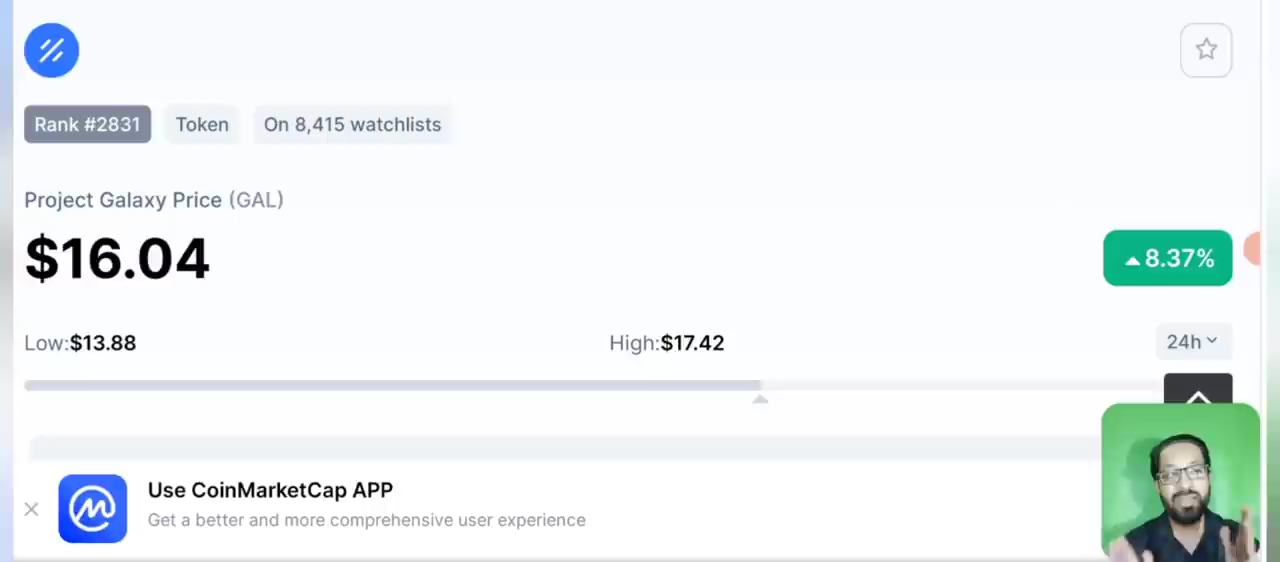 Rank #2831 Token On 8,415 watchlists
Project Galaxy Price (GAL)
$16.04
8.37%
Low:$13.88 High:$17.42 24h
Use CoinMarketCap APP
Get a better and more comprehensive user experience